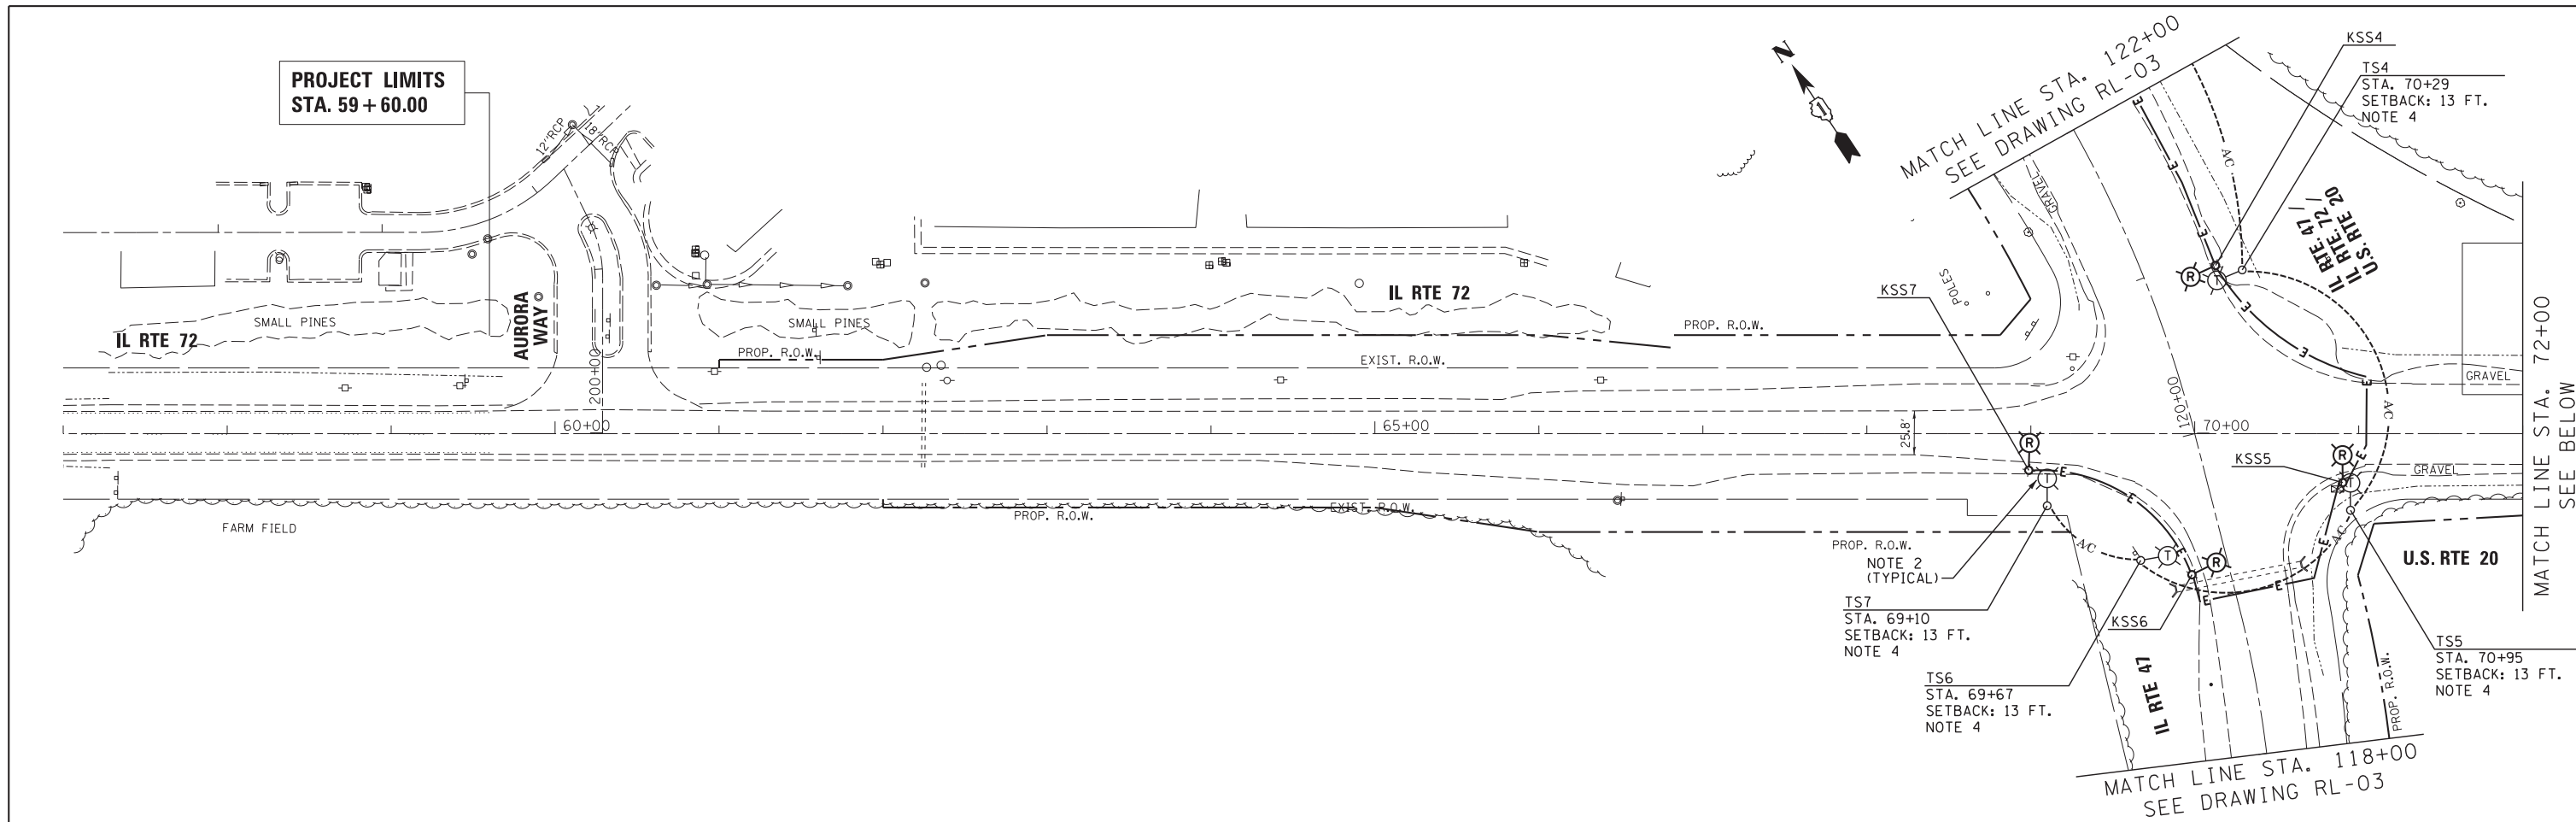 PROJECT LIMITS
STA. 59+60.00
12"RCP
18"RCP
N
MATCH LINE STA. 122+00
SEE DRAWING RL-03
KSS4
TS4
STA. 70+29
SETBACK: 13 FT.
NOTE 4
GRAVEL
E
AC
E
E
IL RTE. 47 /
IL RTE. 72 /
U.S. RTE 20
R
T
E
E
E
POLES
KSS7
IL RTE 72
SMALL PINES
AURORA
WAY
SMALL PINES
IL RTE 72
PROP. R.O.W.
PROP. R.O.W.
EXIST. R.O.W.
GRAVEL
AC
MATCH LINE STA. 72+00
SEE BELOW
200+00
60+00
65+00
25.8'
120+00
70+00
R
R
KSS5
GRAVEL
T
E
E
T
E
E
FARM FIELD
PROP. R.O.W.
EXIST. R.O.W.
PROP. R.O.W.
AC
T
E
R
E
AC
E
E
NOTE 2
(TYPICAL)
U.S. RTE 20
TS7
STA. 69+10
SETBACK: 13 FT.
NOTE 4
KSS6
TS5
STA. 70+95
SETBACK: 13 FT.
NOTE 4
TS6
STA. 69+67
SETBACK: 13 FT.
NOTE 4
IL RTE 47
PROP. R.O.W.
MATCH LINE STA. 118+00
SEE DRAWING RL-03